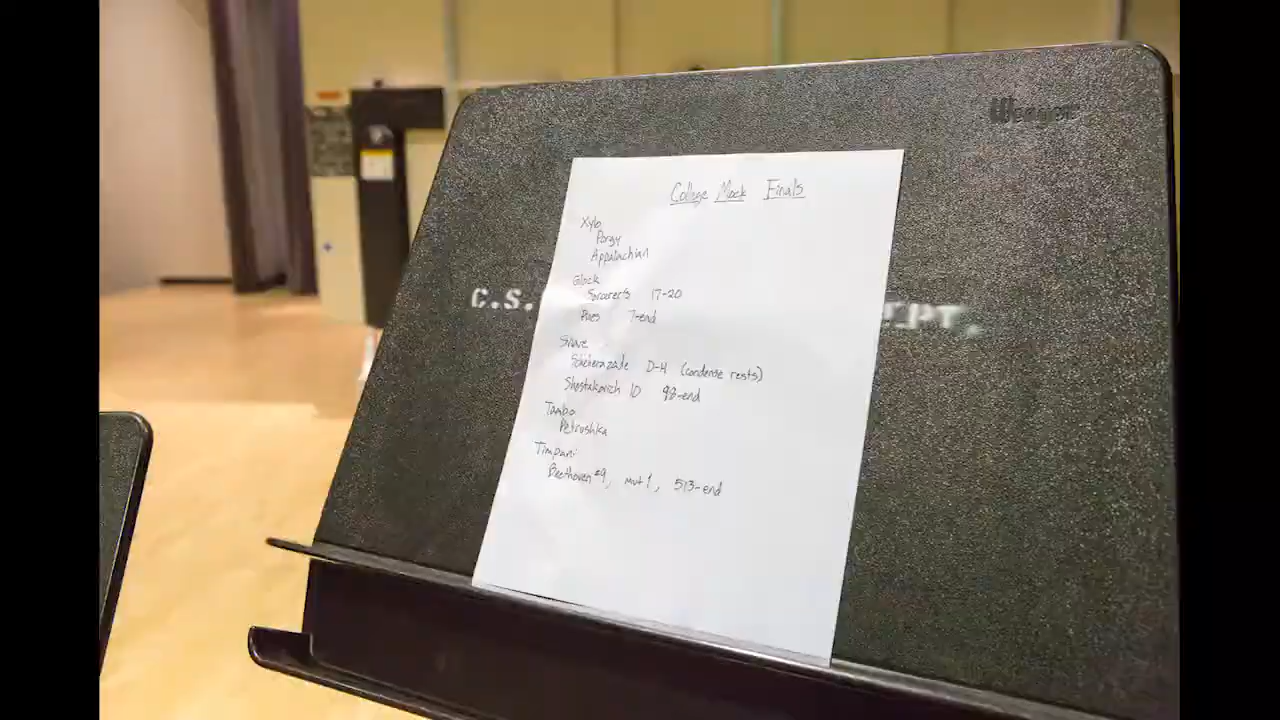 Wenger
College Mock Finals
Xylo
Porgy
Appalachian
Glock
Sorcerer's 17-20
Pines 7-end
C.S. EPT.
Snare
Scheherazade D-H (condense rests)
Shostakovich 10 98-end
Tambo
Petrushka
Timpani
Beethoven #9, mvt 1, 513-end